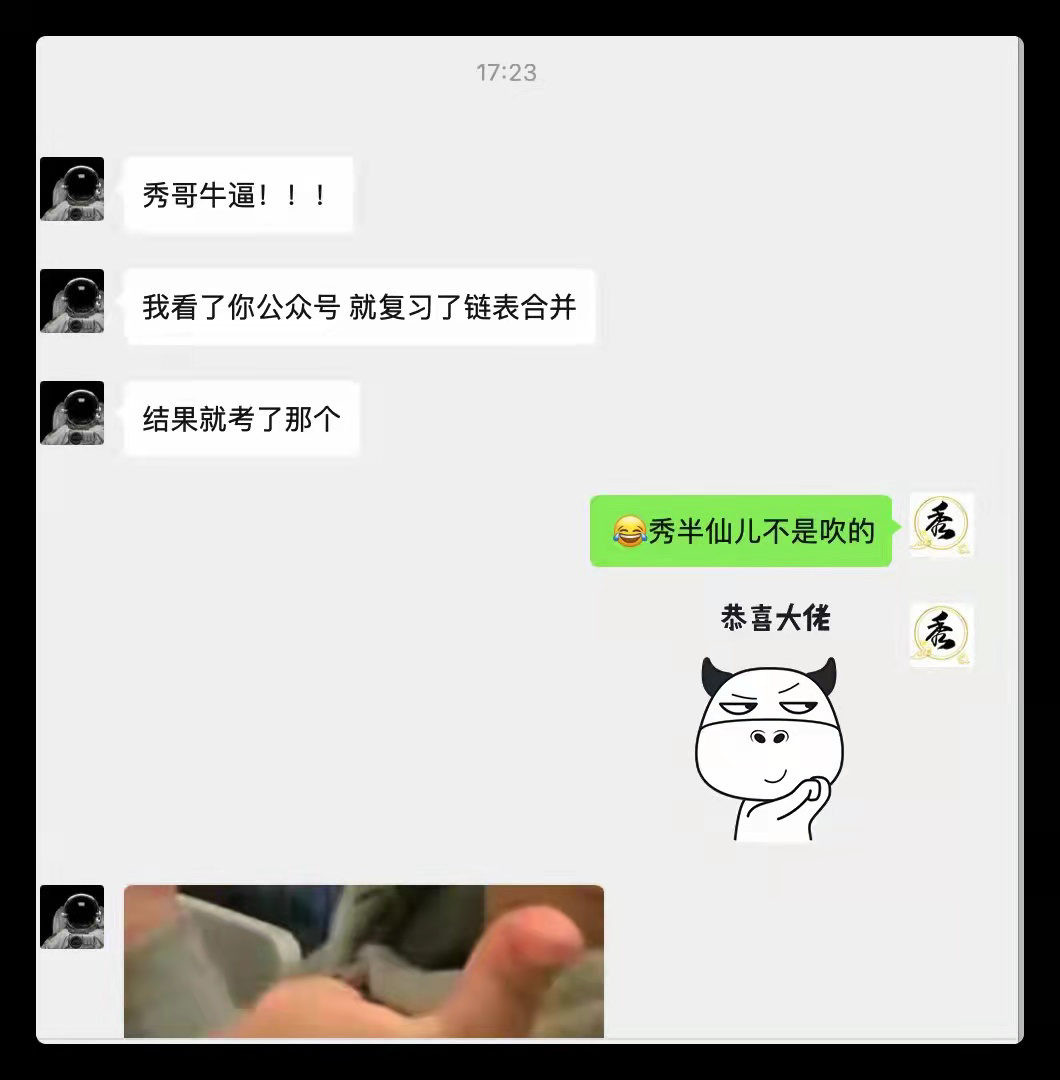 17:23
秀哥牛逼！！！
我看了你公众号 就复习了链表合并
结果就考了那个
😂秀半仙儿不是吹的
秀
恭喜大佬
秀